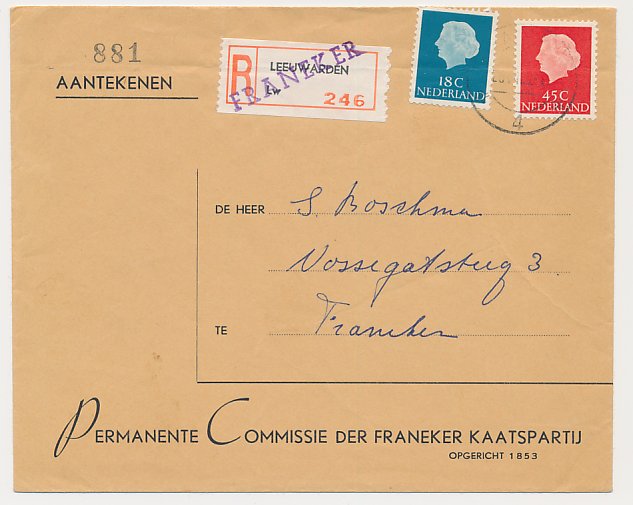 881
AANTEKENEN
R
LEEUWARDEN
FRANEKER
246
18C
NEDERLAND
45C
NEDERLAND
4
DE HEER S. Boschma
Vossegatsteeg 3
TE Franeker
PERMANENTE COMMISSIE DER FRANEKER KAATSPARTIJ
OPGERICHT 1853